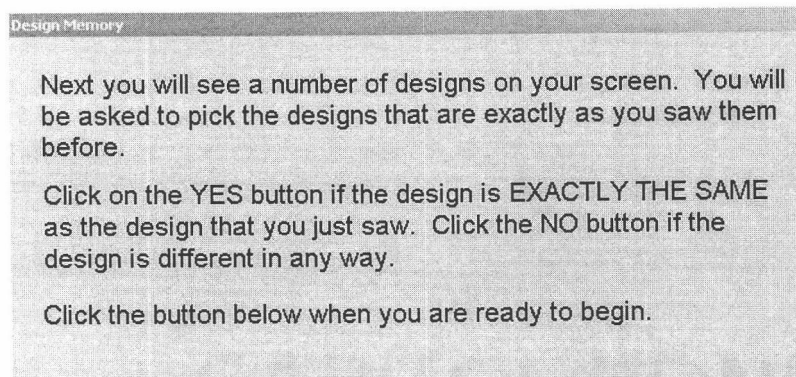 Design Memory
Next you will see a number of designs on your screen.  You will
be asked to pick the designs that are exactly as you saw them
before.
Click on the YES button if the design is EXACTLY THE SAME
as the design that you just saw.  Click the NO button if the
design is different in any way.
Click the button below when you are ready to begin.